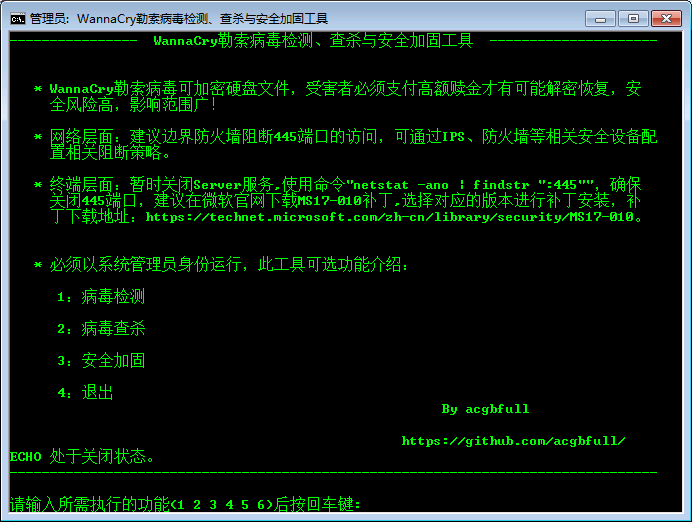 管理员: WannaCry勒索病毒检测、查杀与安全加固工具
---------------- WannaCry勒索病毒检测、查杀与安全加固工具 ---------------------
* WannaCry勒索病毒可加密硬盘文件，受害者必须支付高额赎金才有可能解密恢复，安
全风险高，影响范围广!
* 网络层面：建议边界防火墙阻断445端口的访问，可通过IPS、防火墙等相关安全设备配
置相关阻断策略。
* 终端层面：暂时关闭Server服务.使用命令"netstat -ano | findstr ":445""，确保
关闭445端口，建议在微软官网下载MS17-010补丁.选择对应的版本进行补丁安装，补
丁下载地址：https://technet.microsoft.com/zh-cn/library/security/MS17-010。
* 必须以系统管理员身份运行，此工具可选功能介绍：
1：病毒检测
2：病毒查杀
3：安全加固
4：退出
By acgbfull
https://github.com/acgbfull/
ECHO 处于关闭状态。
---------------------------------------------------------------------------------
请输入所需执行的功能(1 2 3 4 5 6)后按回车键: